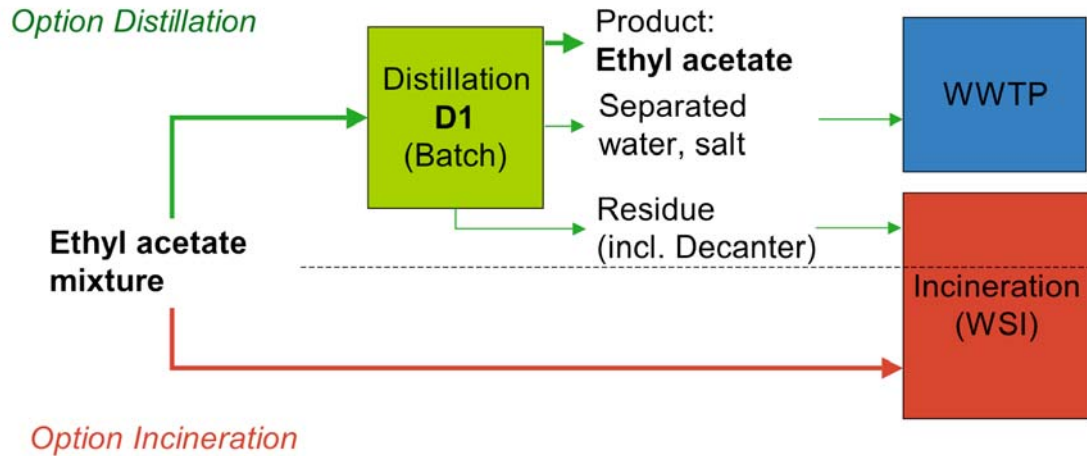 Option Distillation
Product:
Ethyl acetate
Distillation
D1
(Batch)
Separated
water, salt
WWTP
Residue
(incl. Decanter)
Ethyl acetate
mixture
Incineration
(WSI)
Option Incineration